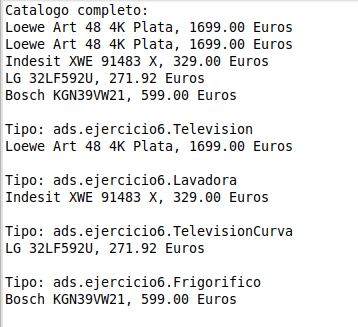 Catalogo completo:
Loewe Art 48 4K Plata, 1699.00 Euros
Loewe Art 48 4K Plata, 1699.00 Euros
Indesit XWE 91483 X, 329.00 Euros
LG 32LF592U, 271.92 Euros
Bosch KGN39VW21, 599.00 Euros

Tipo: ads.ejercicio6.Television
Loewe Art 48 4K Plata, 1699.00 Euros

Tipo: ads.ejercicio6.Lavadora
Indesit XWE 91483 X, 329.00 Euros

Tipo: ads.ejercicio6.TelevisionCurva
LG 32LF592U, 271.92 Euros

Tipo: ads.ejercicio6.Frigorifico
Bosch KGN39VW21, 599.00 Euros